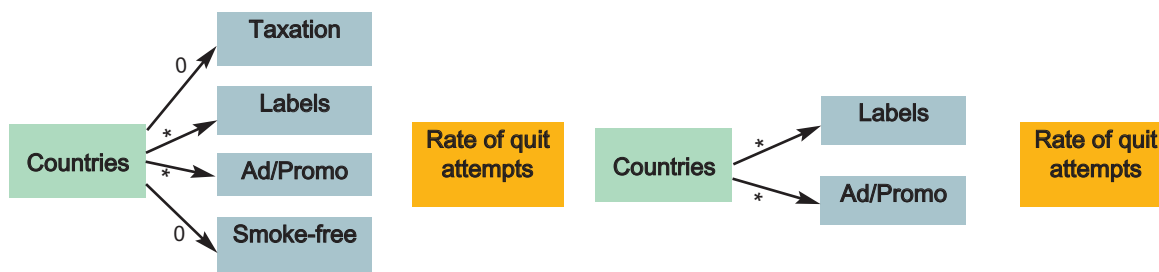 Taxation
0
Labels
*
Countries
*
Ad/Promo
0
Smoke-free
Rate of quit
attempts
Countries
*
Labels
*
Ad/Promo
Rate of quit
attempts